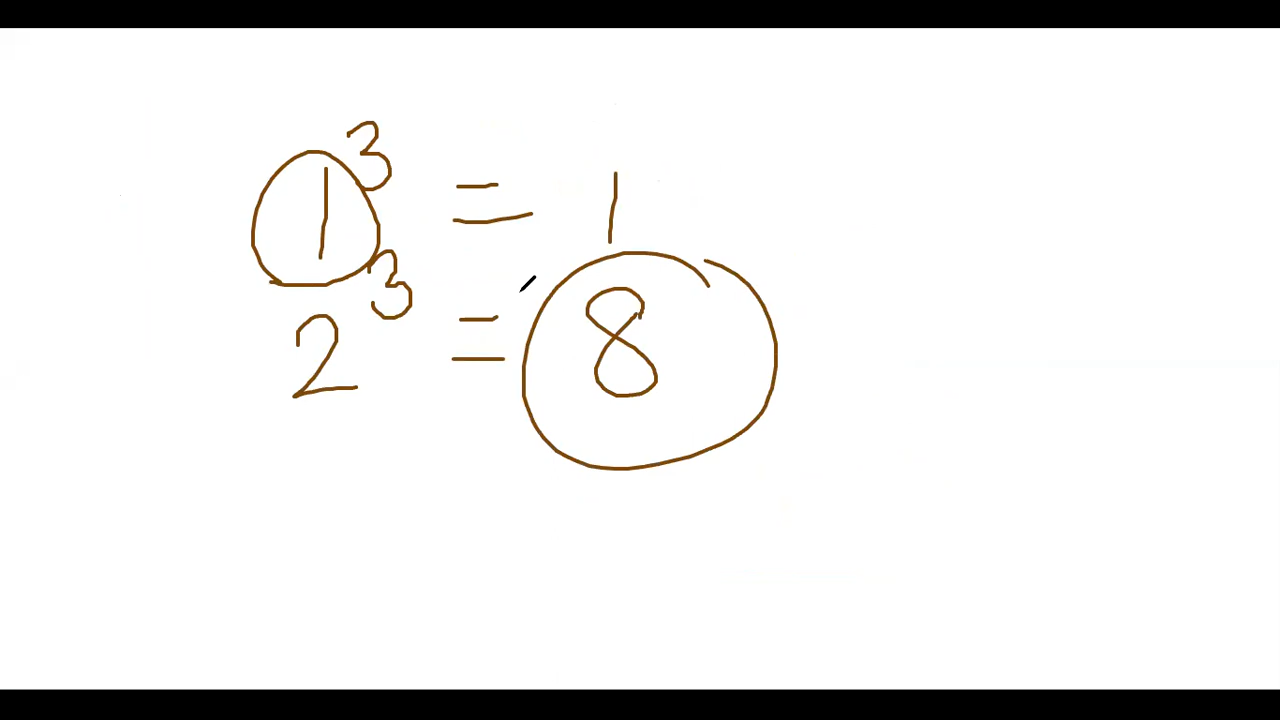 1³ = 1
2³ = 8